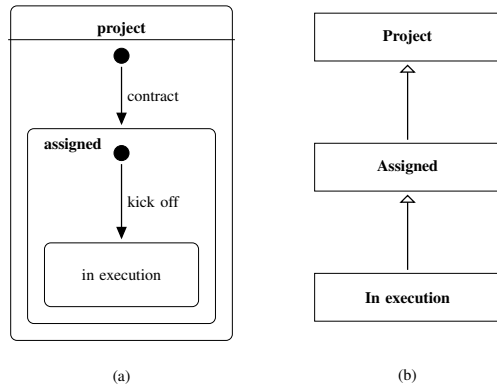 project
contract
assigned
kick off
in execution
(a)
Project
Assigned
In execution
(b)